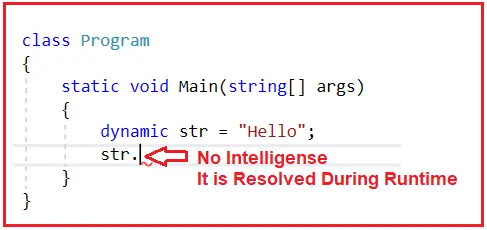 class Program
{
static void Main(string[] args)
{
dynamic str = "Hello";
str.
No Intelligense
It is Resolved During Runtime
}
}